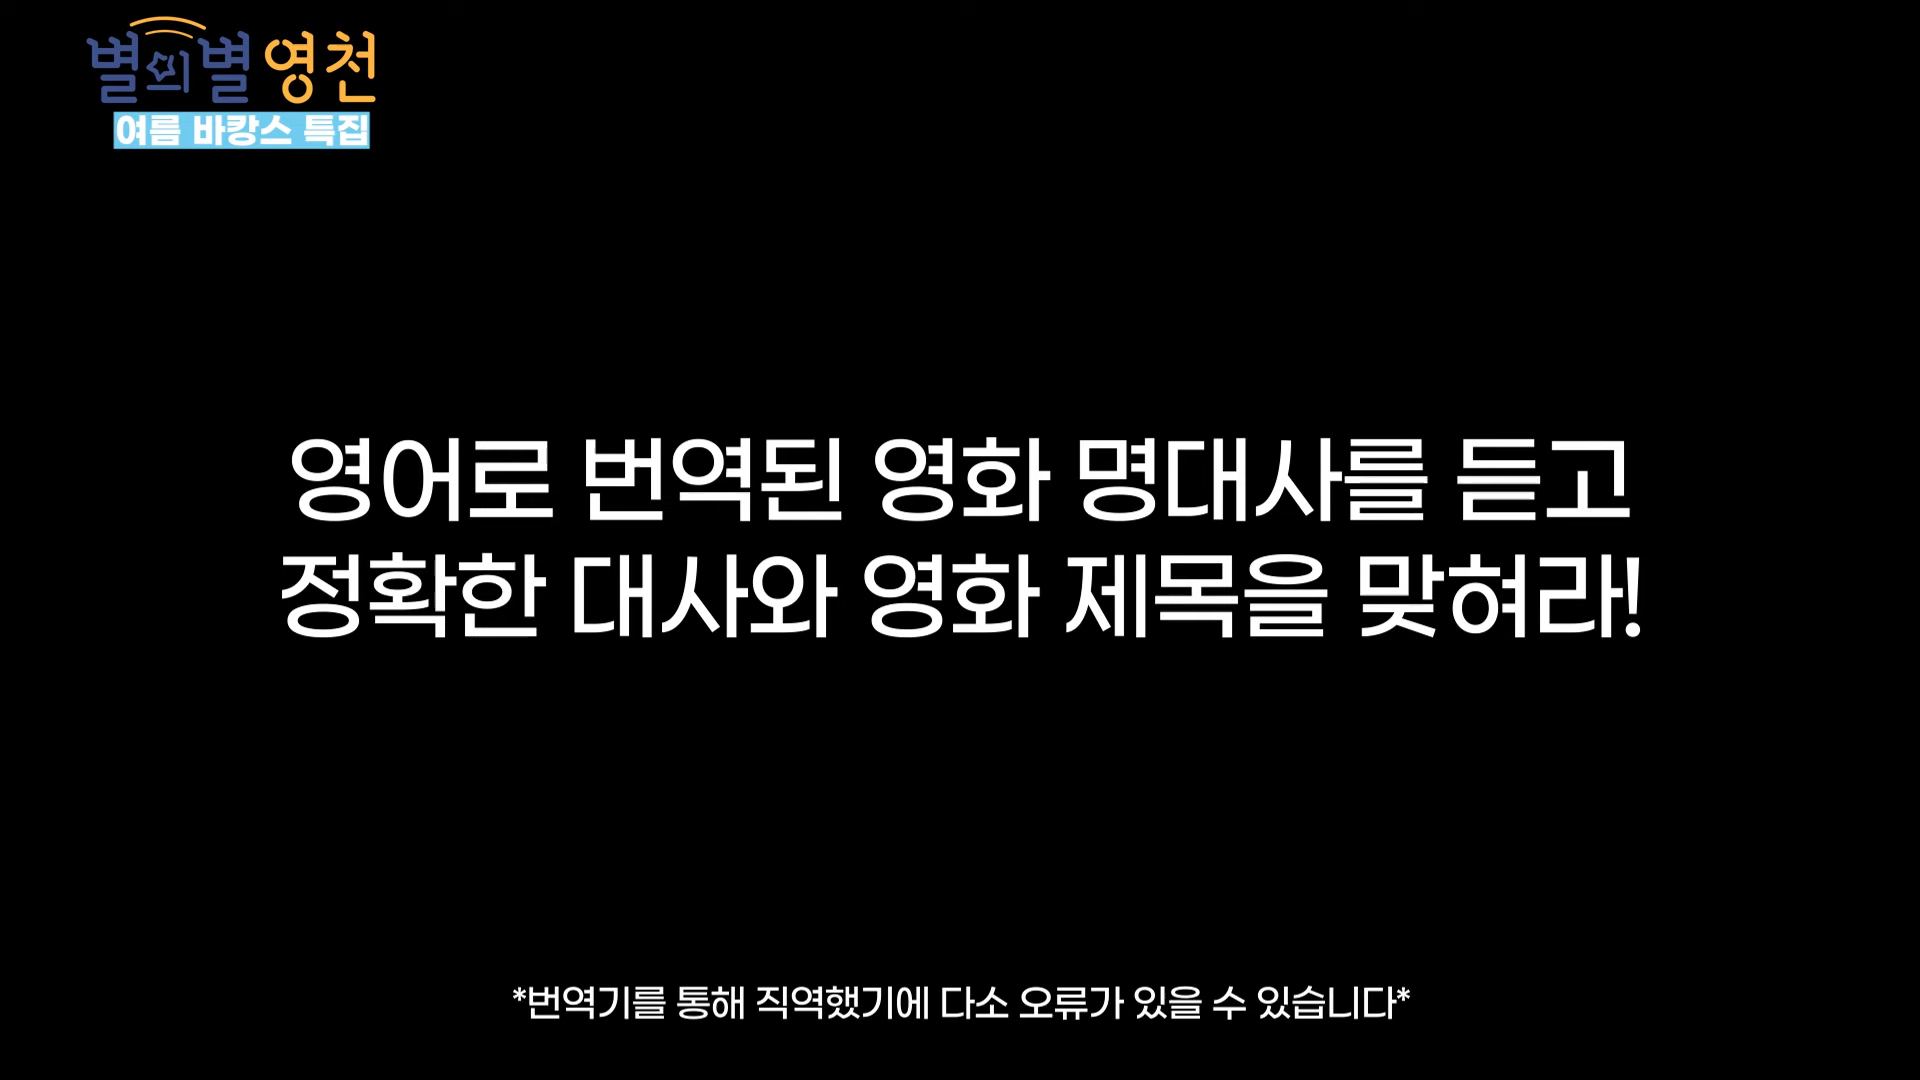 별의별 영천
여름 바캉스 특집
영어로 번역된 영화 명대사를 듣고
정확한 대사와 영화 제목을 맞혀라!
*번역기를 통해 직역했기에 다소 오류가 있을 수 있습니다*